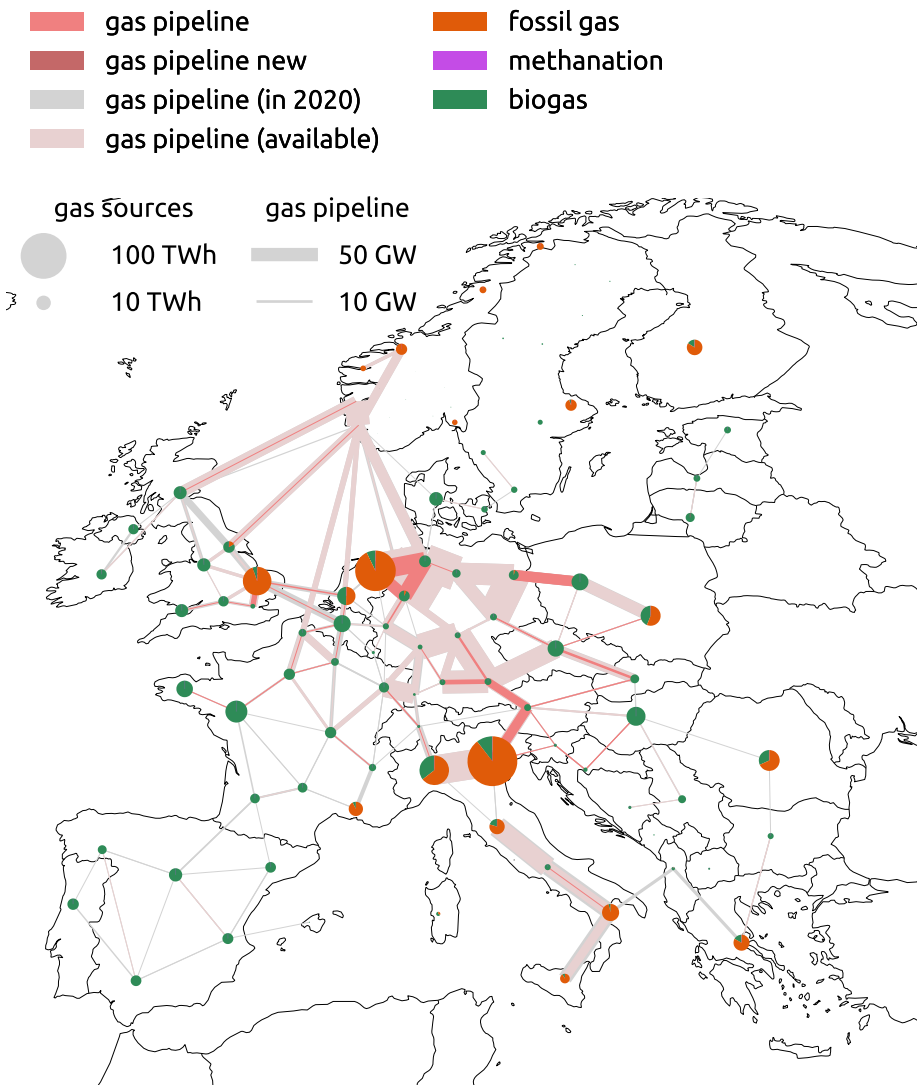 gas pipeline
gas pipeline new
gas pipeline (in 2020)
gas pipeline (available)
fossil gas
methanation
biogas
gas sources
100 TWh
10 TWh
gas pipeline
50 GW
10 GW